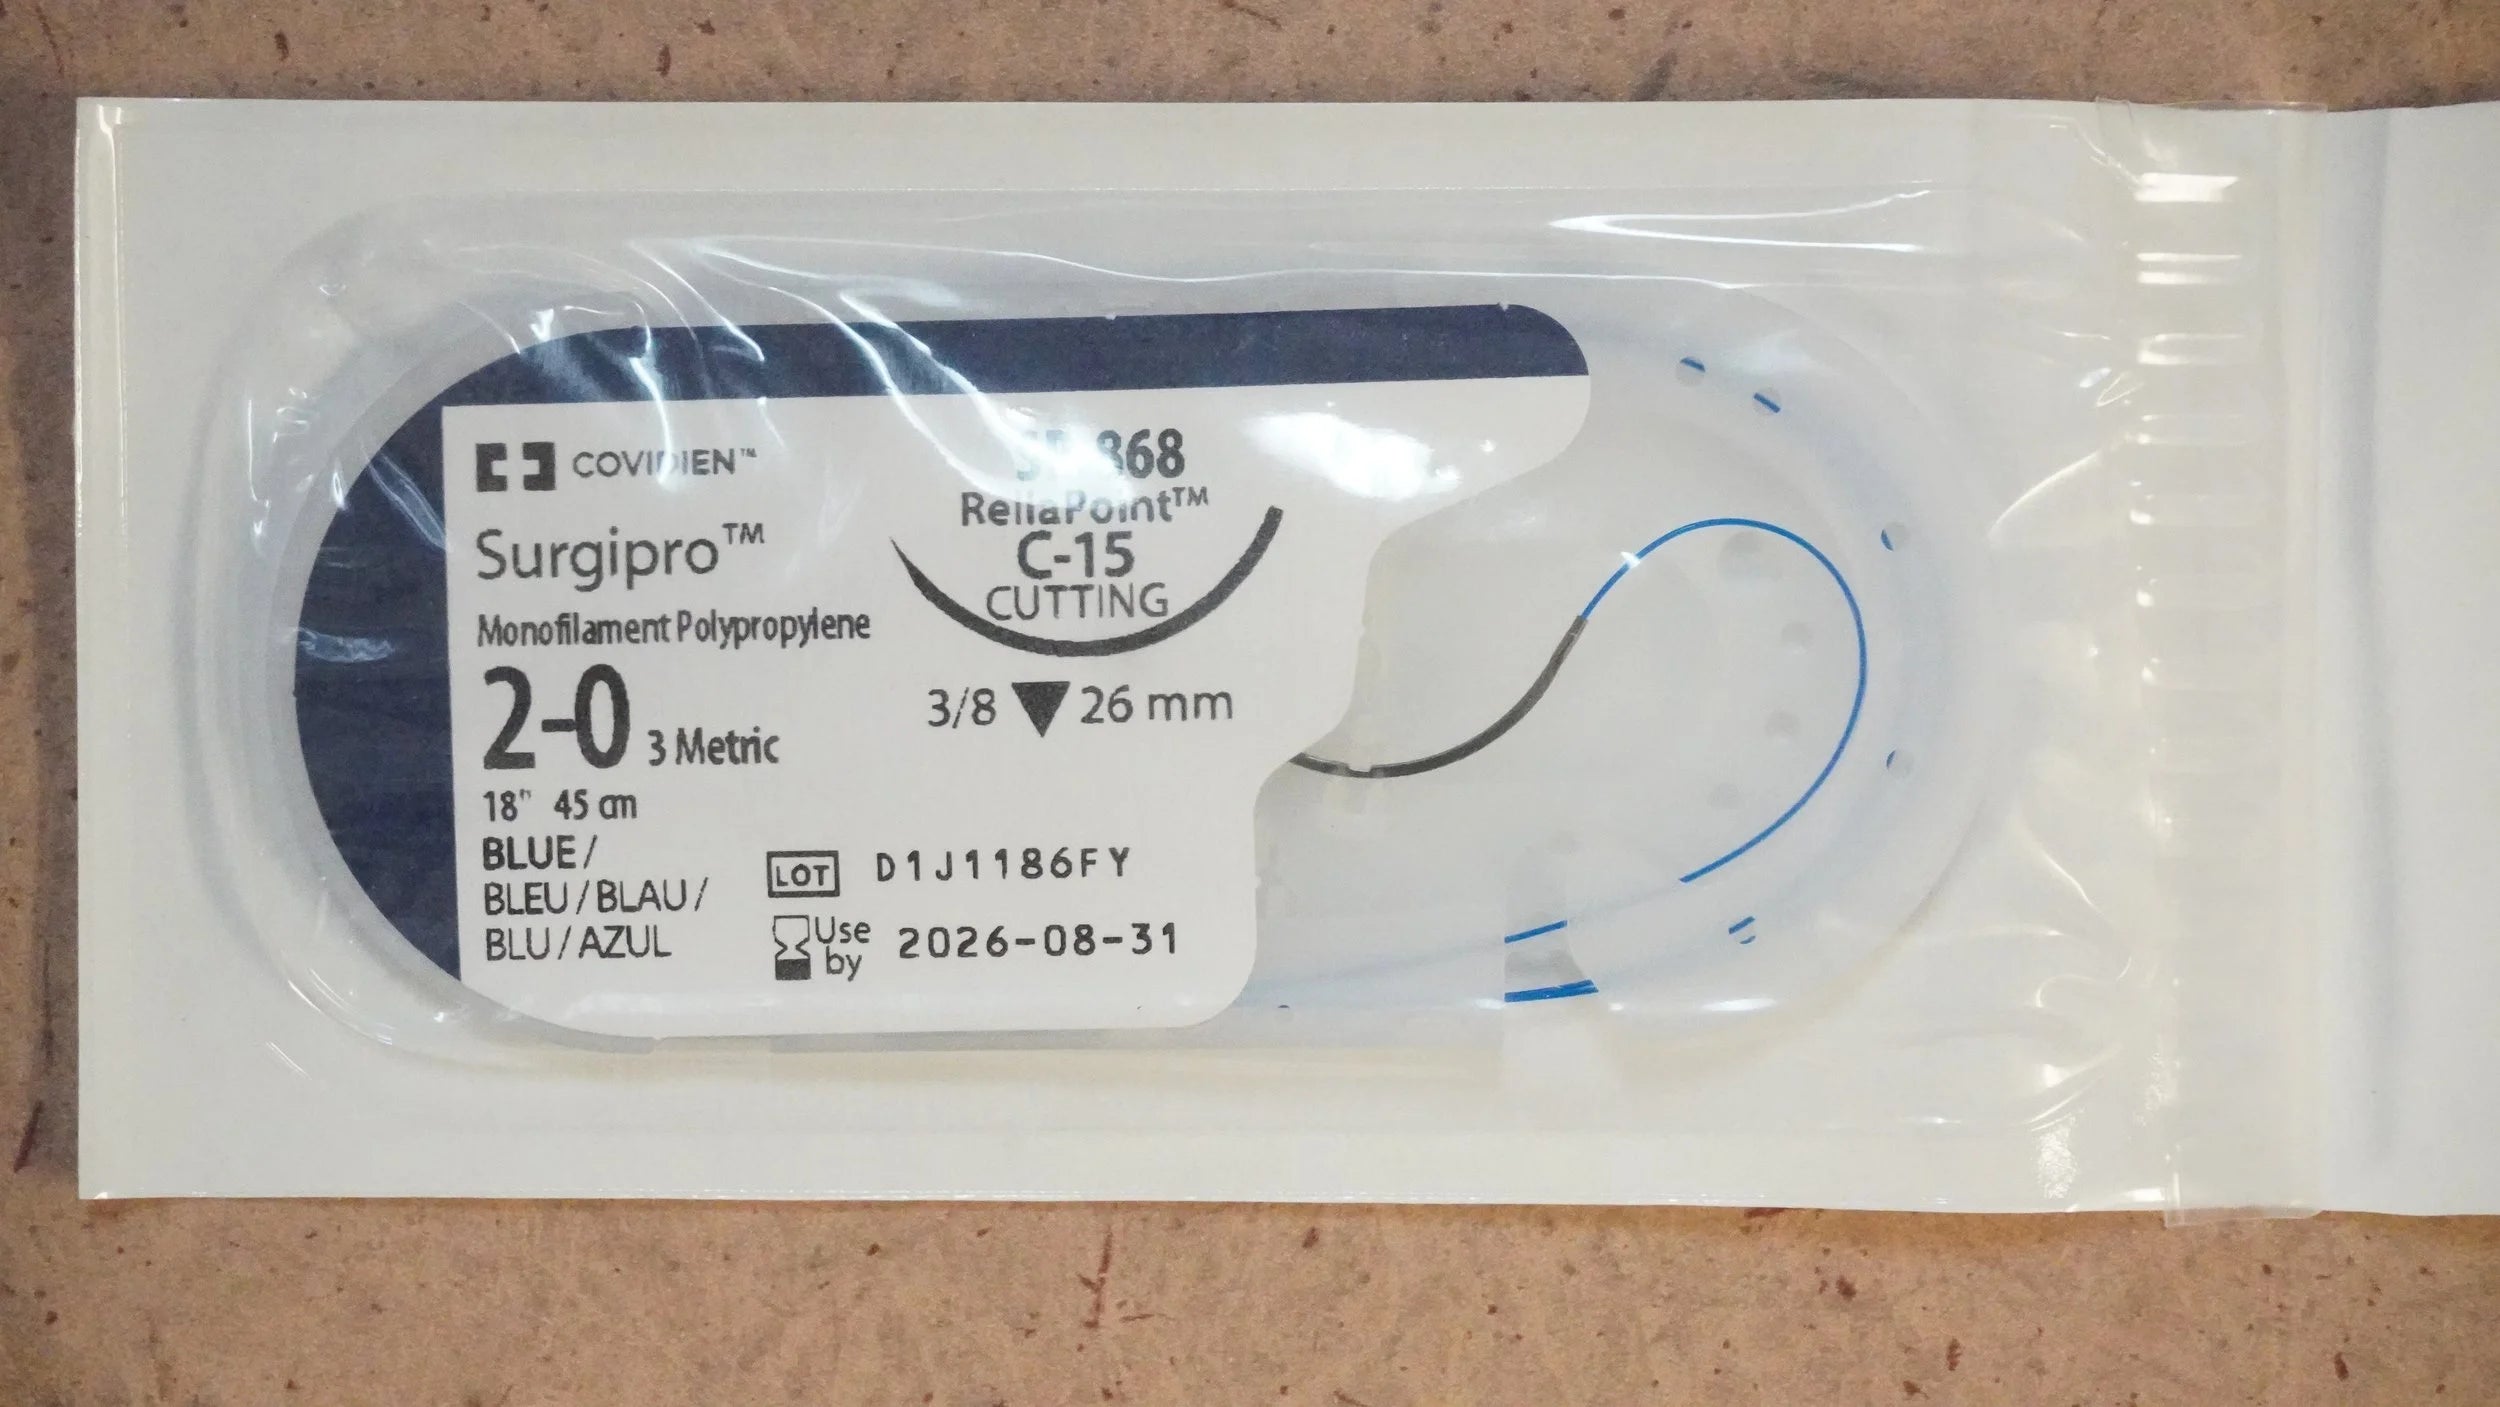 COVIDIEN™
Surgipro™
Monofilament Polypropylene
2-0 3 Metric
18" 45 cm
BLUE/
BLEU/BLAU/
BLU/AZUL
868
ReliaPoint™
C-15
CUTTING
3/8 26 mm
LOT D1J1186FY
Use by 2026-08-31